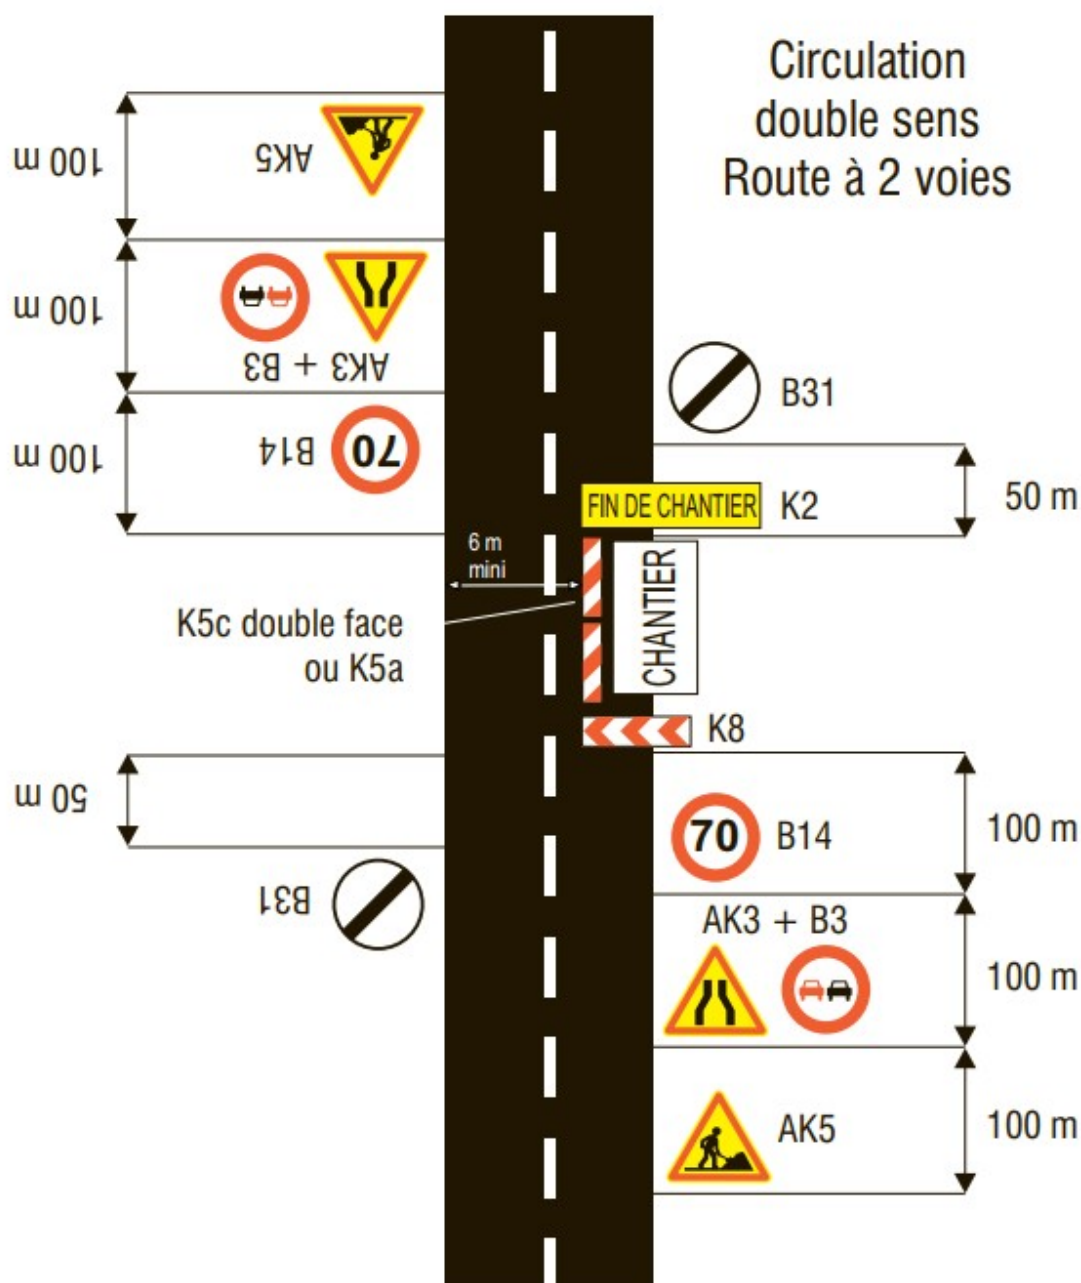 Circulation
double sens
Route à 2 voies
100 m
AK5
100 m
AK3 + B3
100 m
B14
70
B31
FIN DE CHANTIER
K2
50 m
6 m
mini
CHANTIER
K5c double face
ou K5a
K8
50 m
70
B14
100 m
B31
AK3 + B3
100 m
AK5
100 m